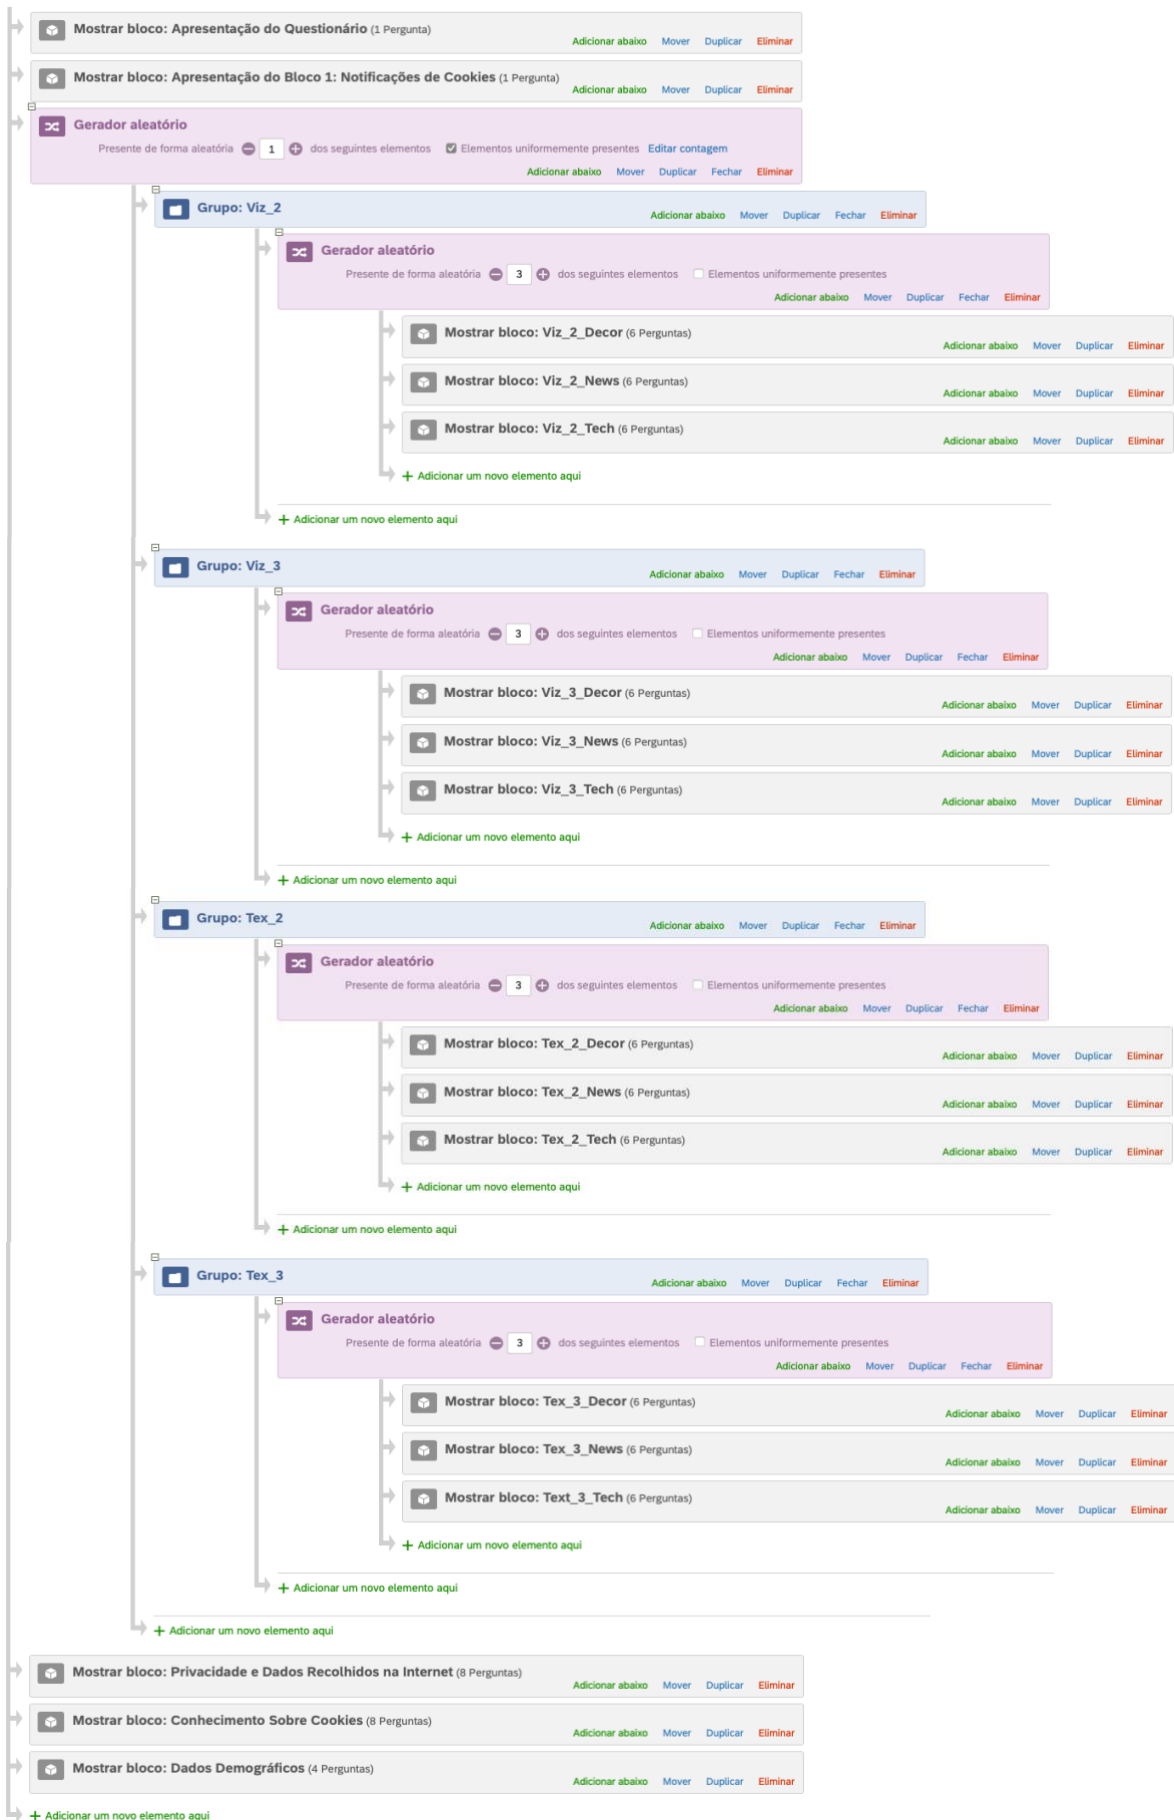 Mostrar bloco: Apresentação do Questionário (1 Pergunta)
Adicionar abaixo Mover Duplicar Eliminar
Mostrar bloco: Apresentação do Bloco 1: Notificações de Cookies (1 Pergunta)
Adicionar abaixo Mover Duplicar Eliminar
Gerador aleatório
Presente de forma aleatória 1 dos seguintes elementos Elementos uniformemente presentes Editar contagem
Adicionar abaixo Mover Duplicar Fechar Eliminar
Grupo: Viz_2
Adicionar abaixo Mover Duplicar Fechar Eliminar
Gerador aleatório
Presente de forma aleatória 3 dos seguintes elementos Elementos uniformemente presentes
Adicionar abaixo Mover Duplicar Fechar Eliminar
Mostrar bloco: Viz_2_Decor (6 Perguntas)
Adicionar abaixo Mover Duplicar Eliminar
Mostrar bloco: Viz_2_News (6 Perguntas)
Adicionar abaixo Mover Duplicar Eliminar
Mostrar bloco: Viz_2_Tech (6 Perguntas)
Adicionar abaixo Mover Duplicar Eliminar
+ Adicionar um novo elemento aqui
+ Adicionar um novo elemento aqui
Grupo: Viz_3
Adicionar abaixo Mover Duplicar Fechar Eliminar
Gerador aleatório
Presente de forma aleatória 3 dos seguintes elementos Elementos uniformemente presentes
Adicionar abaixo Mover Duplicar Fechar Eliminar
Mostrar bloco: Viz_3_Decor (6 Perguntas)
Adicionar abaixo Mover Duplicar Eliminar
Mostrar bloco: Viz_3_News (6 Perguntas)
Adicionar abaixo Mover Duplicar Eliminar
Mostrar bloco: Viz_3_Tech (6 Perguntas)
Adicionar abaixo Mover Duplicar Eliminar
+ Adicionar um novo elemento aqui
+ Adicionar um novo elemento aqui
Grupo: Tex_2
Adicionar abaixo Mover Duplicar Fechar Eliminar
Gerador aleatório
Presente de forma aleatória 3 dos seguintes elementos Elementos uniformemente presentes
Adicionar abaixo Mover Duplicar Fechar Eliminar
Mostrar bloco: Tex_2_Decor (6 Perguntas)
Adicionar abaixo Mover Duplicar Eliminar
Mostrar bloco: Tex_2_News (6 Perguntas)
Adicionar abaixo Mover Duplicar Eliminar
Mostrar bloco: Tex_2_Tech (6 Perguntas)
Adicionar abaixo Mover Duplicar Eliminar
+ Adicionar um novo elemento aqui
+ Adicionar um novo elemento aqui
Grupo: Tex_3
Adicionar abaixo Mover Duplicar Fechar Eliminar
Gerador aleatório
Presente de forma aleatória 3 dos seguintes elementos Elementos uniformemente presentes
Adicionar abaixo Mover Duplicar Fechar Eliminar
Mostrar bloco: Tex_3_Decor (6 Perguntas)
Adicionar abaixo Mover Duplicar Eliminar
Mostrar bloco: Tex_3_News (6 Perguntas)
Adicionar abaixo Mover Duplicar Eliminar
Mostrar bloco: Text_3_Tech (6 Perguntas)
Adicionar abaixo Mover Duplicar Eliminar
+ Adicionar um novo elemento aqui
+ Adicionar um novo elemento aqui
+ Adicionar um novo elemento aqui
Mostrar bloco: Privacidade e Dados Recolhidos na Internet (8 Perguntas)
Adicionar abaixo Mover Duplicar Eliminar
Mostrar bloco: Conhecimento Sobre Cookies (8 Perguntas)
Adicionar abaixo Mover Duplicar Eliminar
Mostrar bloco: Dados Demográficos (4 Perguntas)
Adicionar abaixo Mover Duplicar Eliminar
+ Adicionar um novo elemento aqui